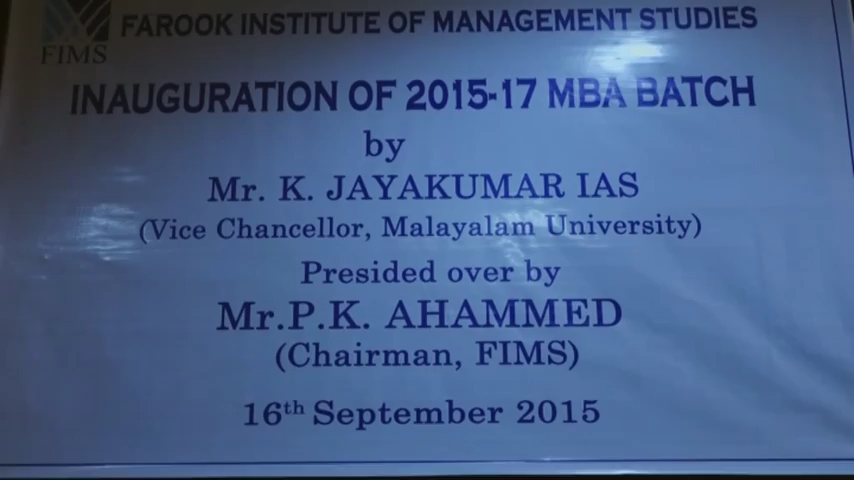 FAROOK INSTITUTE OF MANAGEMENT STUDIES
FIMS
INAUGURATION OF 2015-17 MBA BATCH
by
Mr. K. JAYAKUMAR IAS
(Vice Chancellor, Malayalam University)
Presided over by
Mr.P.K. AHAMMED
(Chairman, FIMS)
16th September 2015